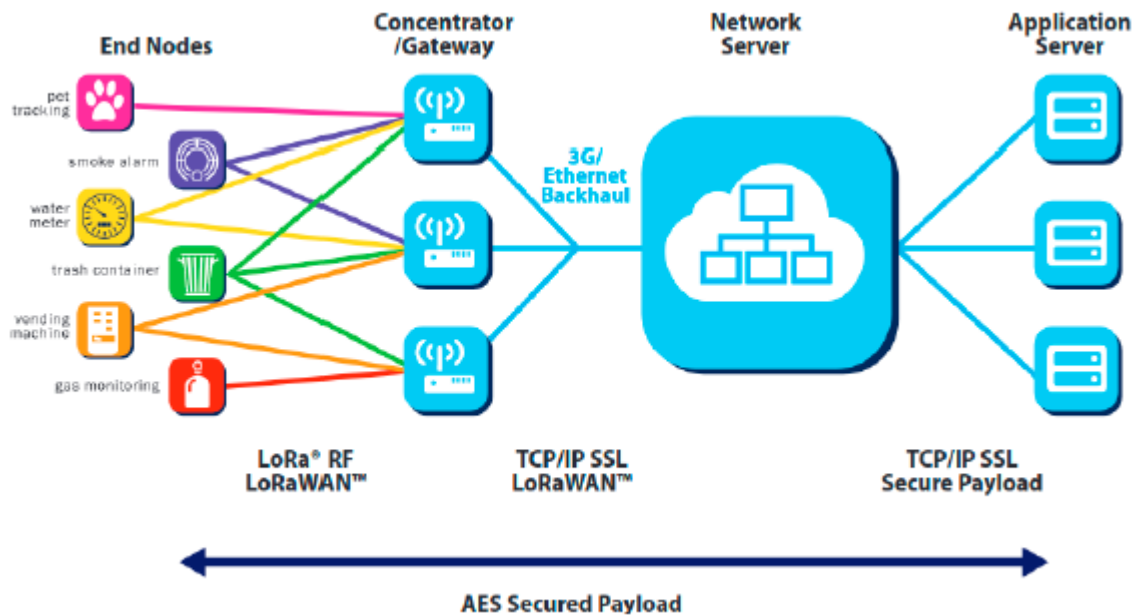 End Nodes
Concentrator
/Gateway
Network
Server
Application
Server
pet
tracking
smoke alarm
water
meter
trash container
vending
machine
gas monitoring
3G/
Ethernet
Backhaul
LoRa® RF
LoRaWAN™
TCP/IP SSL
LoRaWAN™
TCP/IP SSL
Secure Payload
AES Secured Payload